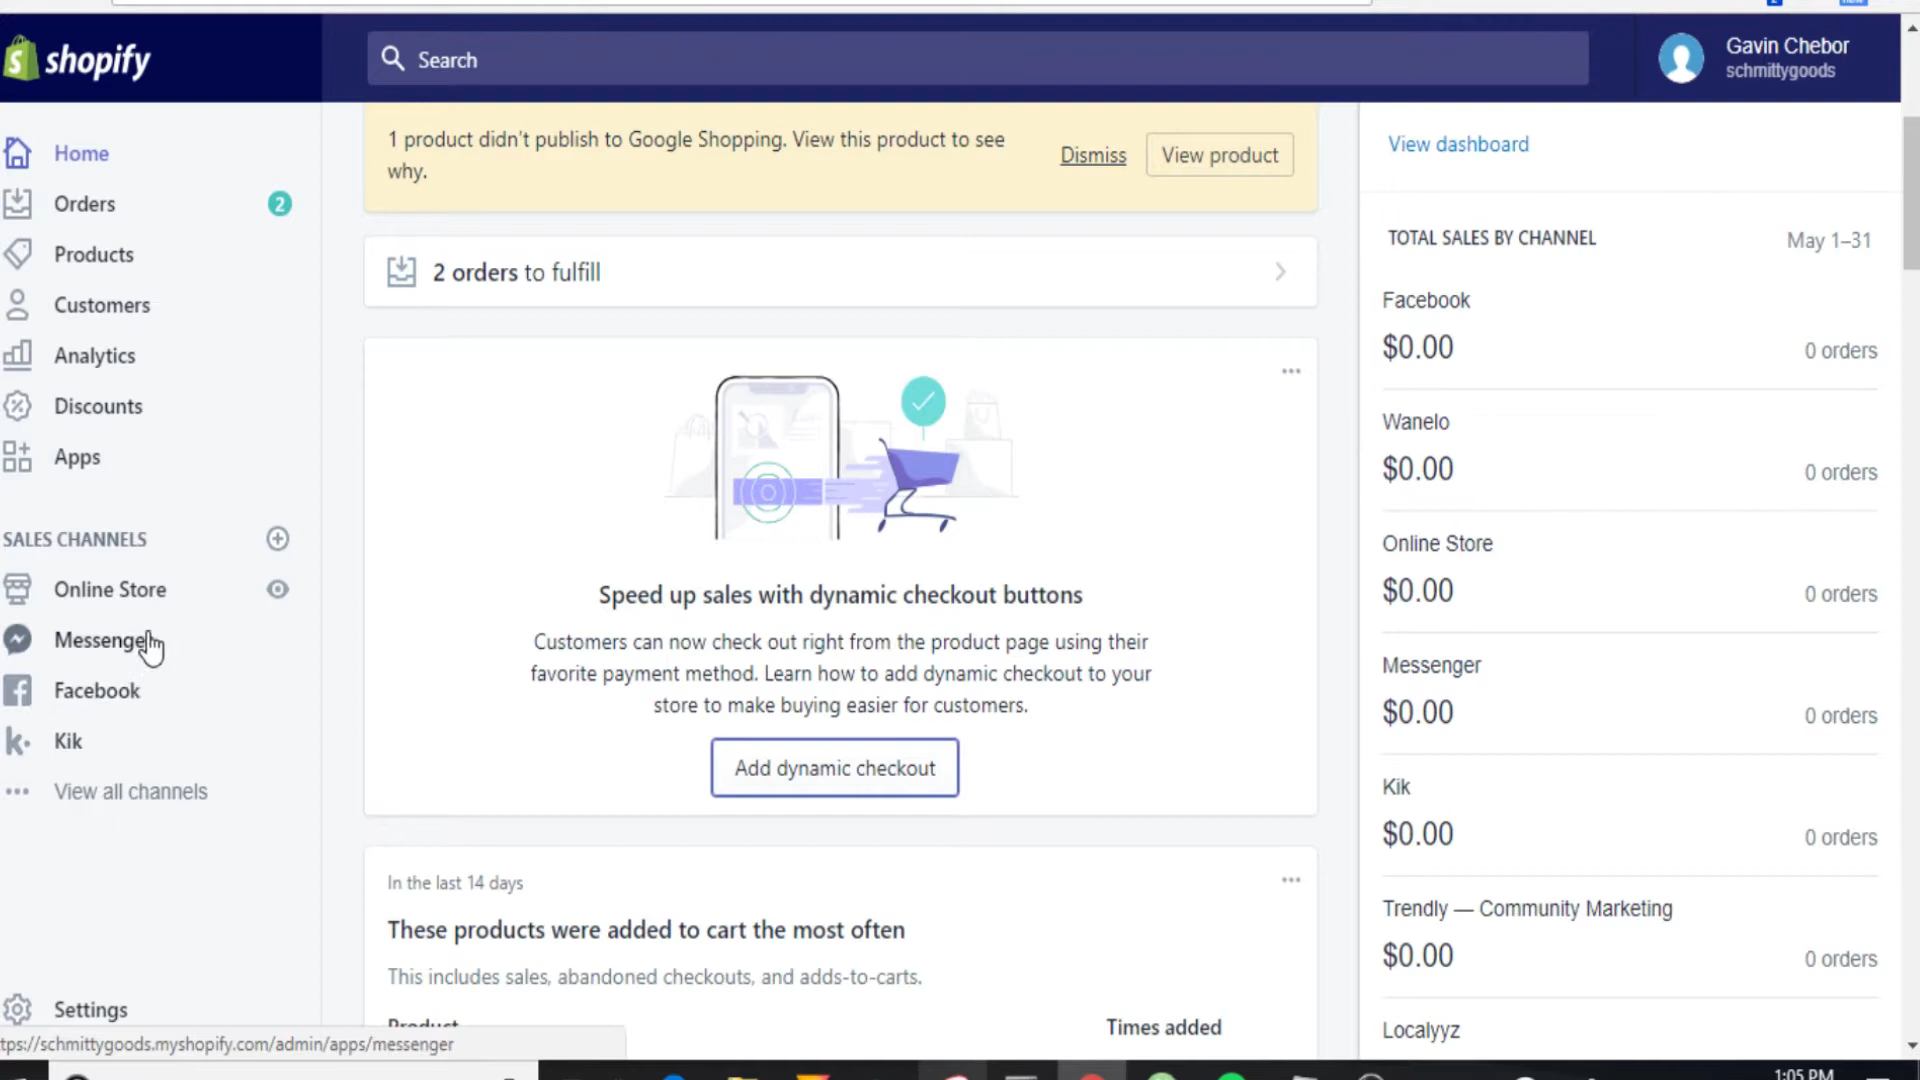 shopify
Search
Gavin Chebor
schmittygoods
Home
Orders
2
Products
Customers
Analytics
Discounts
Apps
SALES CHANNELS
Online Store
Messenger
Facebook
Kik
View all channels
Settings
1 product didn't publish to Google Shopping. View this product to see
why.
Dismiss
View product
2 orders to fulfill
Speed up sales with dynamic checkout buttons
Customers can now check out right from the product page using their
favorite payment method. Learn how to add dynamic checkout to your
store to make buying easier for customers.
Add dynamic checkout
In the last 14 days
These products were added to cart the most often
This includes sales, abandoned checkouts, and adds-to-carts.
Product
Times added
View dashboard
TOTAL SALES BY CHANNEL
May 1–31
Facebook
$0.00
0 orders
Wanelo
$0.00
0 orders
Online Store
$0.00
0 orders
Messenger
$0.00
0 orders
Kik
$0.00
0 orders
Trendly — Community Marketing
$0.00
0 orders
Localyyz
tps://schmittygoods.myshopify.com/admin/apps/messenger
1:05 PM